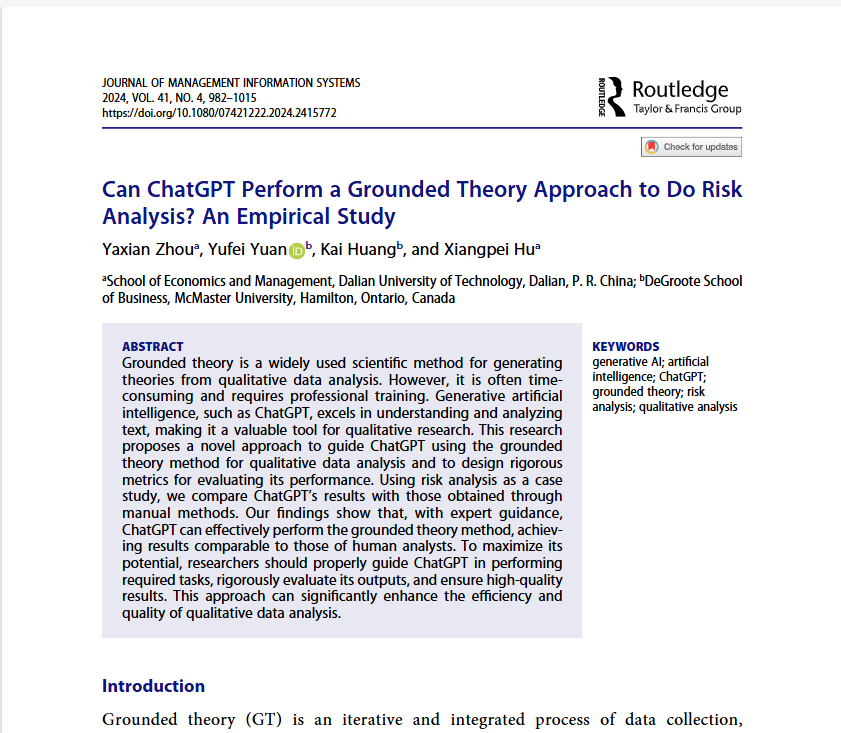 JOURNAL OF MANAGEMENT INFORMATION SYSTEMS
2024, VOL. 41, NO. 4, 982–1015
https://doi.org/10.1080/07421222.2024.2415772
ROUTLEDGE
Routledge
Taylor & Francis Group
Check for updates
Can ChatGPT Perform a Grounded Theory Approach to Do Risk
Analysis? An Empirical Study
Yaxian Zhouᵃ, Yufei Yuan iD ᵇ, Kai Huangᵇ, and Xiangpei Huᵃ
ᵃSchool of Economics and Management, Dalian University of Technology, Dalian, P. R. China; ᵇDeGroote School
of Business, McMaster University, Hamilton, Ontario, Canada
ABSTRACT
Grounded theory is a widely used scientific method for generating
theories from qualitative data analysis. However, it is often time-
consuming and requires professional training. Generative artificial
intelligence, such as ChatGPT, excels in understanding and analyzing
text, making it a valuable tool for qualitative research. This research
proposes a novel approach to guide ChatGPT using the grounded
theory method for qualitative data analysis and to design rigorous
metrics for evaluating its performance. Using risk analysis as a case
study, we compare ChatGPT's results with those obtained through
manual methods. Our findings show that, with expert guidance,
ChatGPT can effectively perform the grounded theory method, achiev-
ing results comparable to those of human analysts. To maximize its
potential, researchers should properly guide ChatGPT in performing
required tasks, rigorously evaluate its outputs, and ensure high-quality
results. This approach can significantly enhance the efficiency and
quality of qualitative data analysis.
KEYWORDS
generative AI; artificial
intelligence; ChatGPT;
grounded theory; risk
analysis; qualitative analysis
Introduction
Grounded theory (GT) is an iterative and integrated process of data collection,